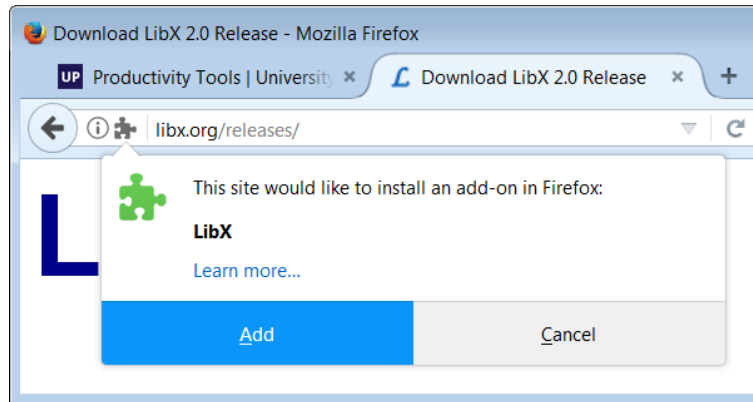 Download LibX 2.0 Release - Mozilla Firefox
UP Productivity Tools | University
L Download LibX 2.0 Release
libx.org/releases/
L
This site would like to install an add-on in Firefox:
LibX
Learn more...
Add Cancel